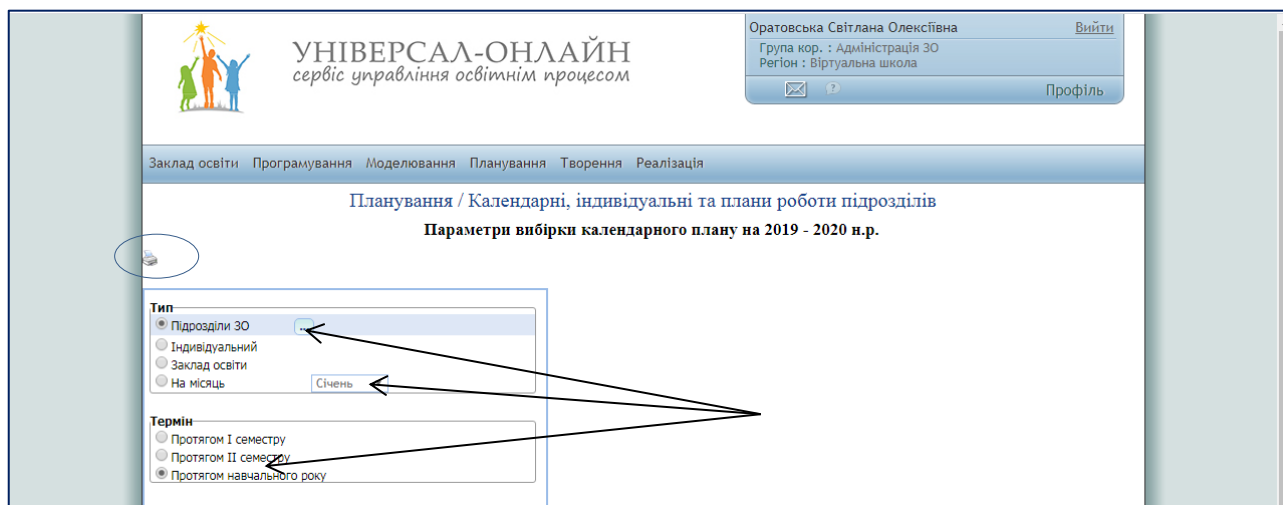 УНІВЕРСАЛ-ОНЛАЙН
сервіс управління освітнім процесом
Оратовська Світлана Олексіївна Вийти
Група кор. : Адміністрація ЗО
Регіон : Віртуальна школа
? Профіль
Заклад освіти Програмування Моделювання Планування Творення Реалізація
Планування / Календарні, індивідуальні та плани роботи підрозділів
Параметри вибірки календарного плану на 2019 - 2020 н.р.
Тип
Підрозділи ЗО ...
Індивідуальний
Заклад освіти
На місяць Січень
Термін
Протягом I семестру
Протягом II семестру
Протягом навчального року